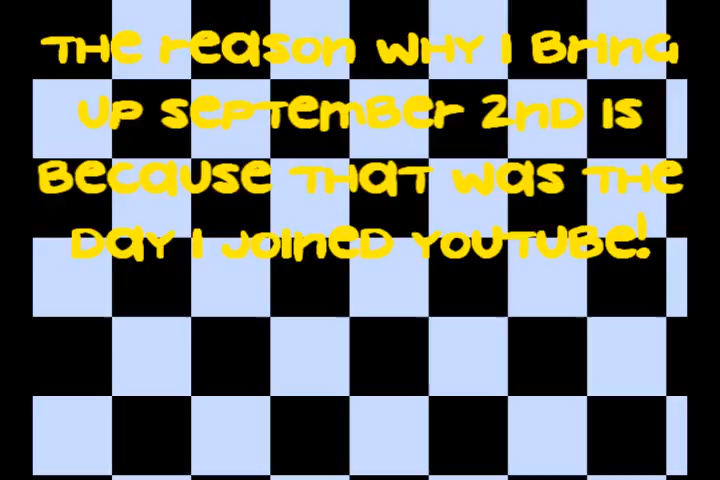 The reason why I bring
up September 2nd is
because that was the
day I joined YouTube!